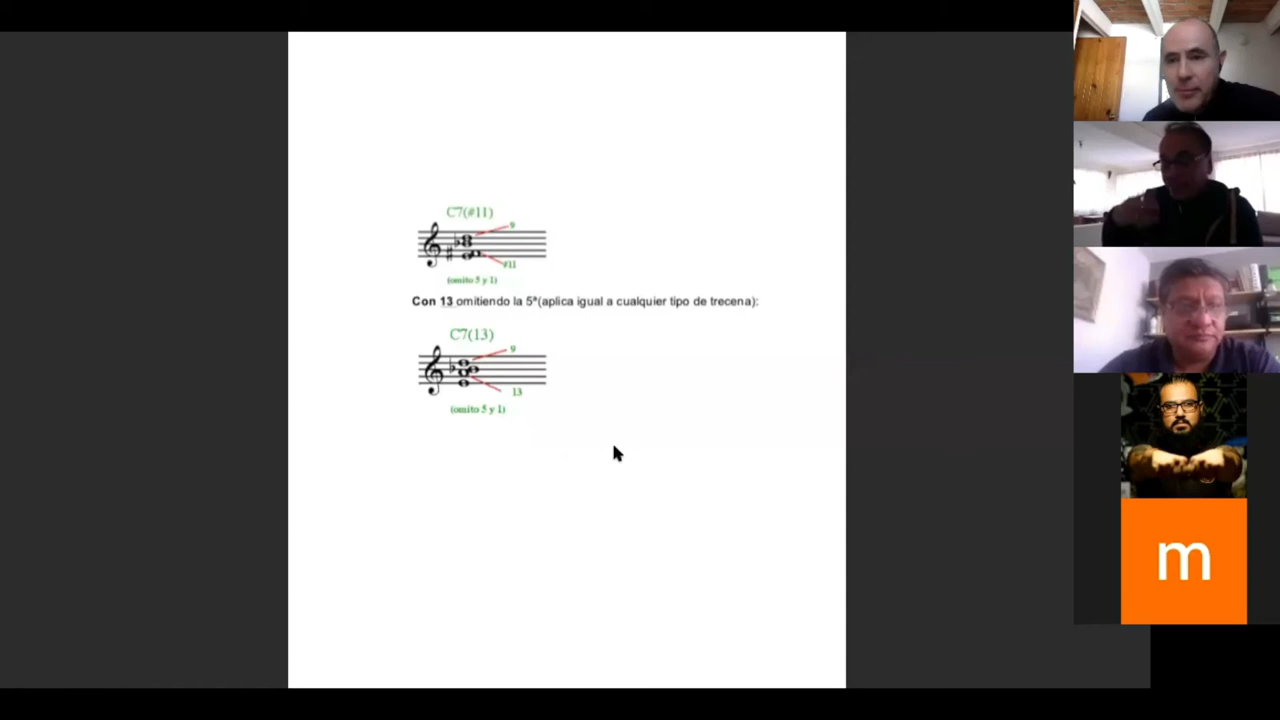 C7(#11)
9
#11
(omito 5 y 1)
Con 13 omitiendo la 5ª(aplica igual a cualquier tipo de trecena):
C7(13)
9
13
(omito 5 y 1)
m